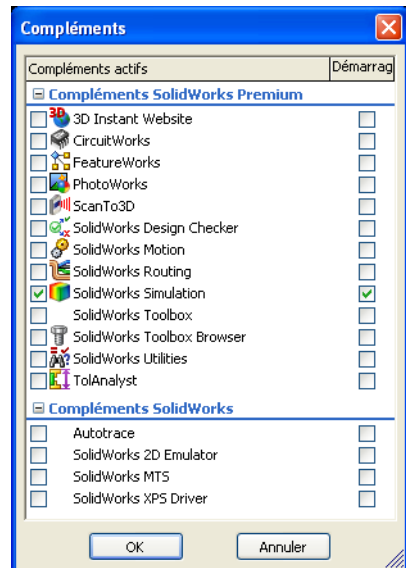 Compléments
Compléments actifs Démarrag
Compléments SolidWorks Premium
3D Instant Website
CircuitWorks
FeatureWorks
PhotoWorks
ScanTo3D
SolidWorks Design Checker
SolidWorks Motion
SolidWorks Routing
SolidWorks Simulation
SolidWorks Toolbox
SolidWorks Toolbox Browser
SolidWorks Utilities
TolAnalyst
Compléments SolidWorks
Autotrace
SolidWorks 2D Emulator
SolidWorks MTS
SolidWorks XPS Driver
OK Annuler